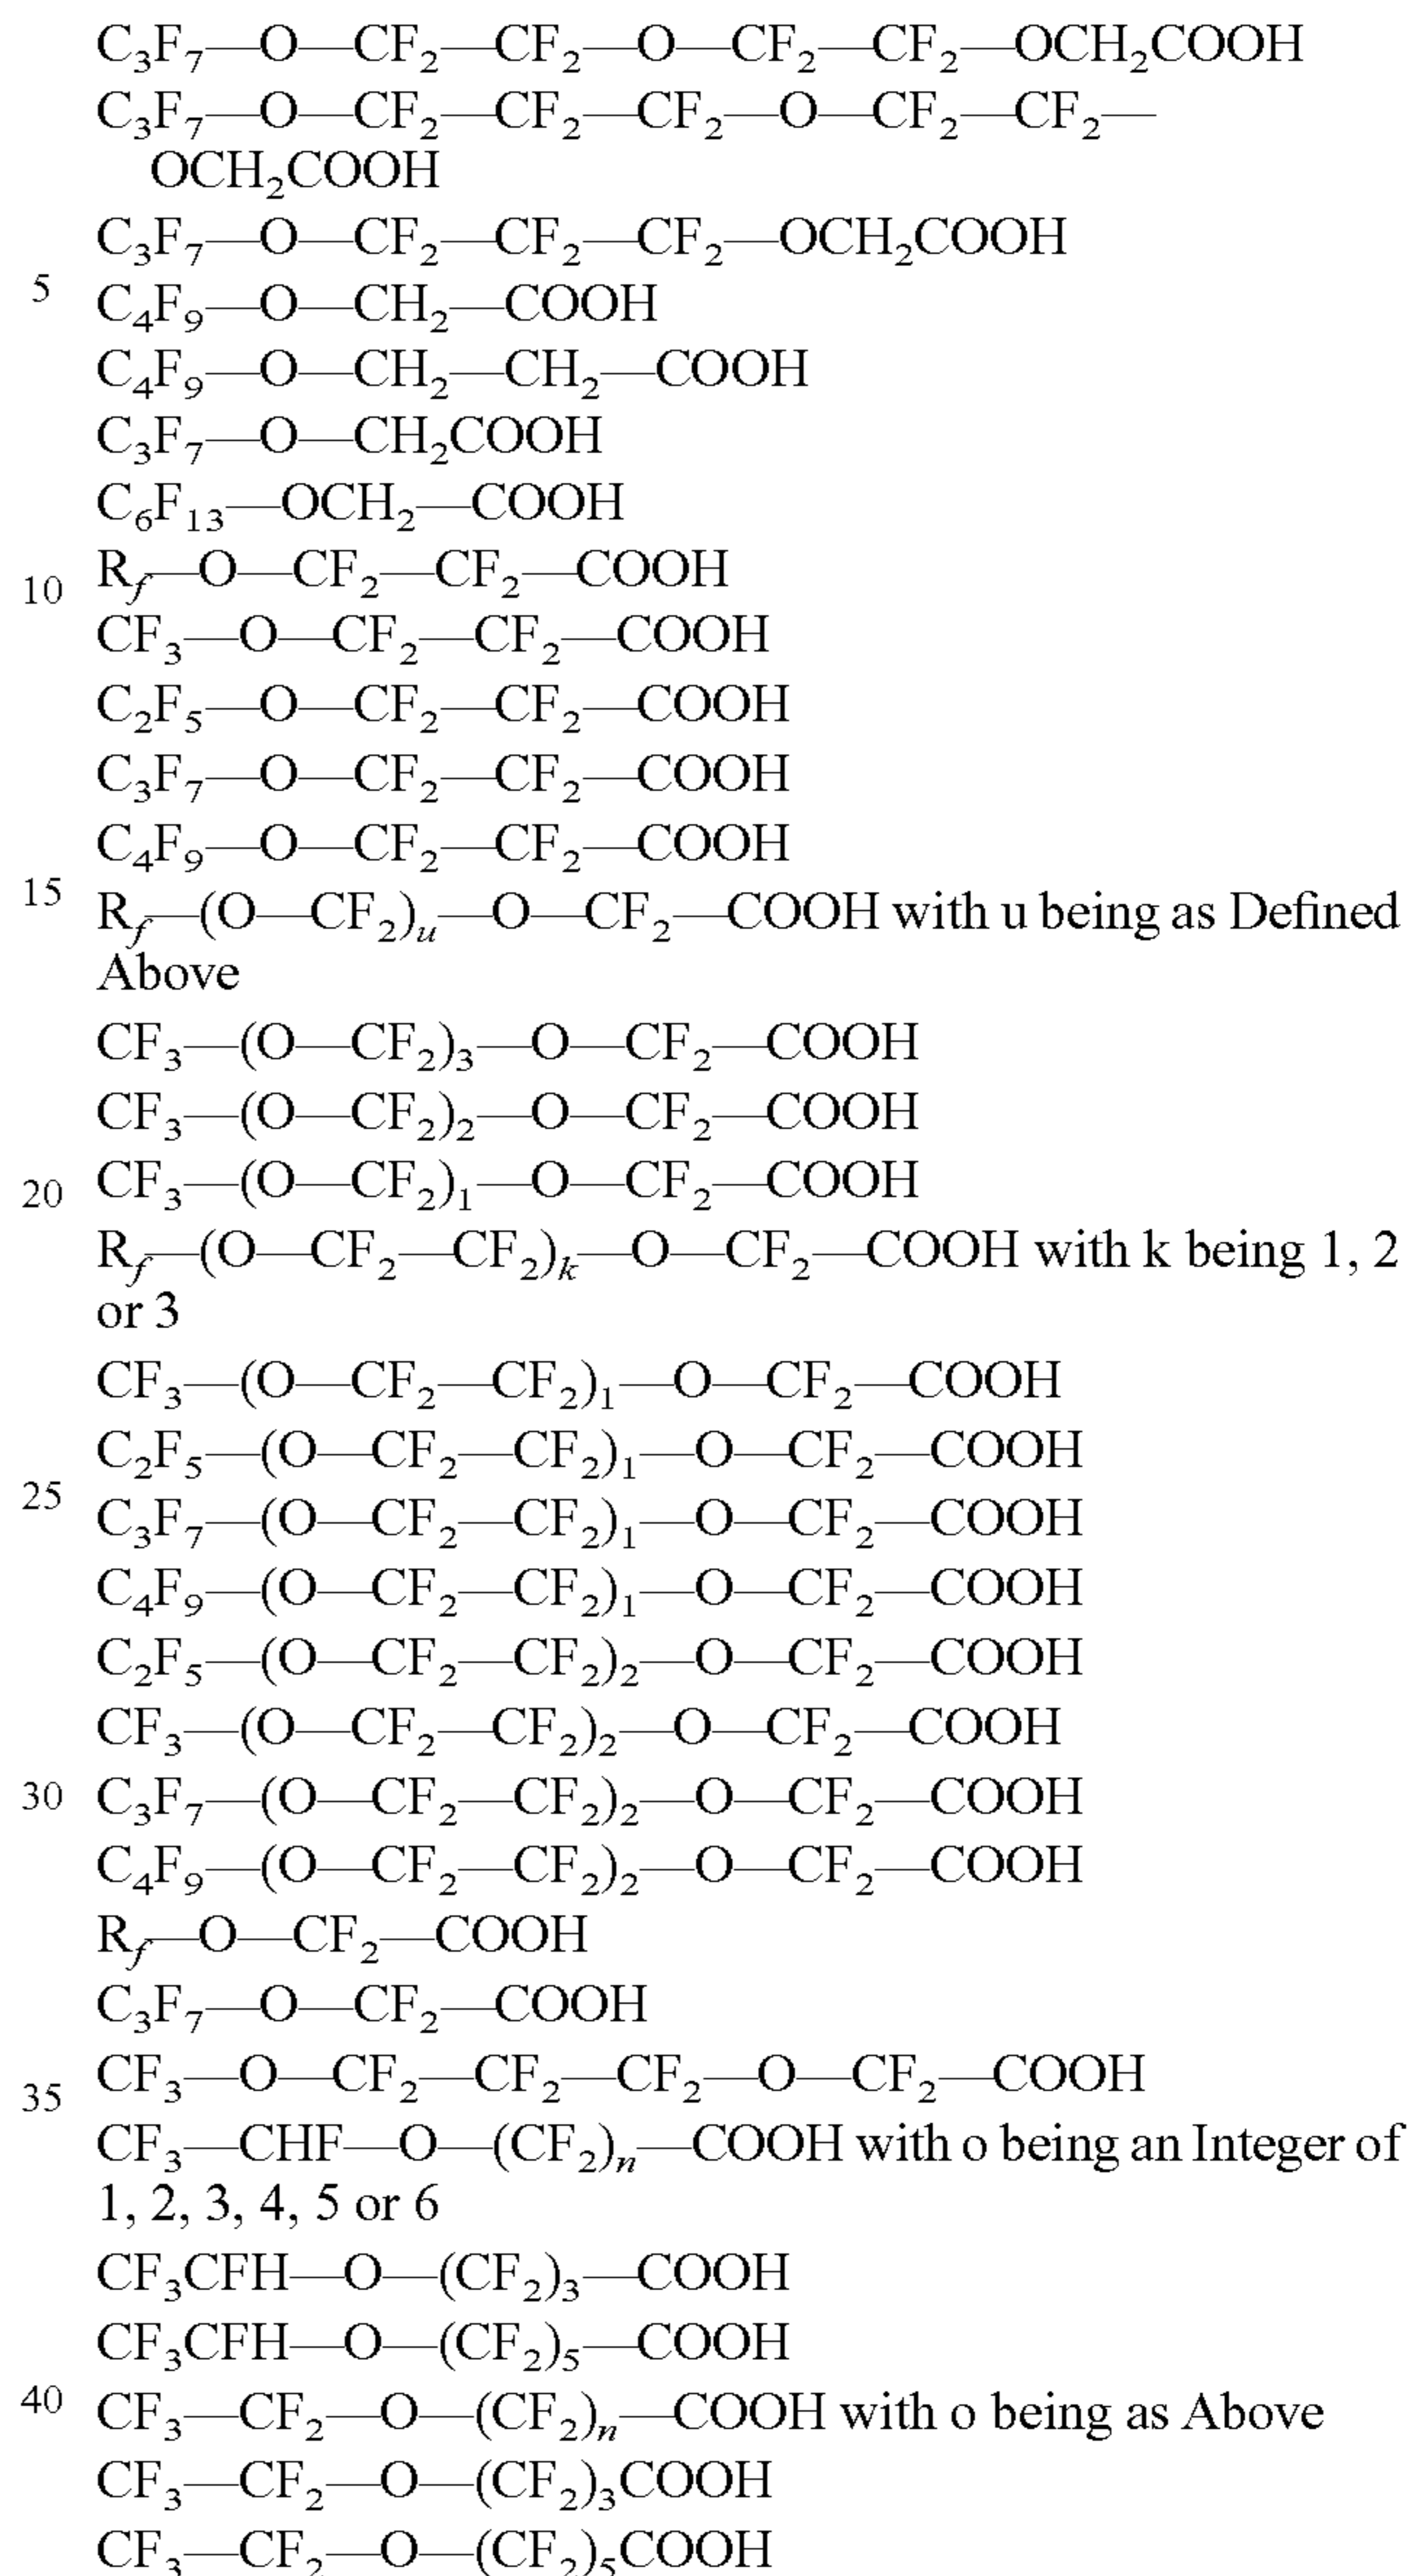 C₃F₇—O—CF₂—CF₂—O—CF₂—CF₂—OCH₂COOH
C₃F₇—O—CF₂—CF₂—CF₂—O—CF₂—CF₂—
OCH₂COOH
C₃F₇—O—CF₂—CF₂—CF₂—OCH₂COOH
5
C₄F₉—O—CH₂—COOH
C₄F₉—O—CH₂—CH₂—COOH
C₃F₇—O—CH₂COOH
C₆F₁₃—OCH₂—COOH
10 R_f—O—CF₂—CF₂—COOH
CF₃—O—CF₂—CF₂—COOH
C₂F₅—O—CF₂—CF₂—COOH
C₃F₇—O—CF₂—CF₂—COOH
C₄F₉—O—CF₂—CF₂—COOH
15 R_f—(O—CF₂)ᵤ—O—CF₂—COOH with u being as Defined
Above
CF₃—(O—CF₂)₃—O—CF₂—COOH
CF₃—(O—CF₂)₂—O—CF₂—COOH
20 CF₃—(O—CF₂)₁—O—CF₂—COOH
R_f—(O—CF₂—CF₂)ₖ—O—CF₂—COOH with k being 1, 2
or 3
CF₃—(O—CF₂—CF₂)₁—O—CF₂—COOH
C₂F₅—(O—CF₂—CF₂)₁—O—CF₂—COOH
25
C₃F₇—(O—CF₂—CF₂)₁—O—CF₂—COOH
C₄F₉—(O—CF₂—CF₂)₁—O—CF₂—COOH
C₂F₅—(O—CF₂—CF₂)₂—O—CF₂—COOH
CF₃—(O—CF₂—CF₂)₂—O—CF₂—COOH
30 C₃F₇—(O—CF₂—CF₂)₂—O—CF₂—COOH
C₄F₉—(O—CF₂—CF₂)₂—O—CF₂—COOH
R_f—O—CF₂—COOH
C₃F₇—O—CF₂—COOH
35 CF₃—O—CF₂—CF₂—CF₂—O—CF₂—COOH
CF₃—CHF—O—(CF₂)ₙ—COOH with o being an Integer of
1, 2, 3, 4, 5 or 6
CF₃CFH—O—(CF₂)₃—COOH
CF₃CFH—O—(CF₂)₅—COOH
40 CF₃—CF₂—O—(CF₂)ₙ—COOH with o being as Above
CF₃—CF₂—O—(CF₂)₃COOH
CF₃—CF₂—O—(CF₂)₅COOH